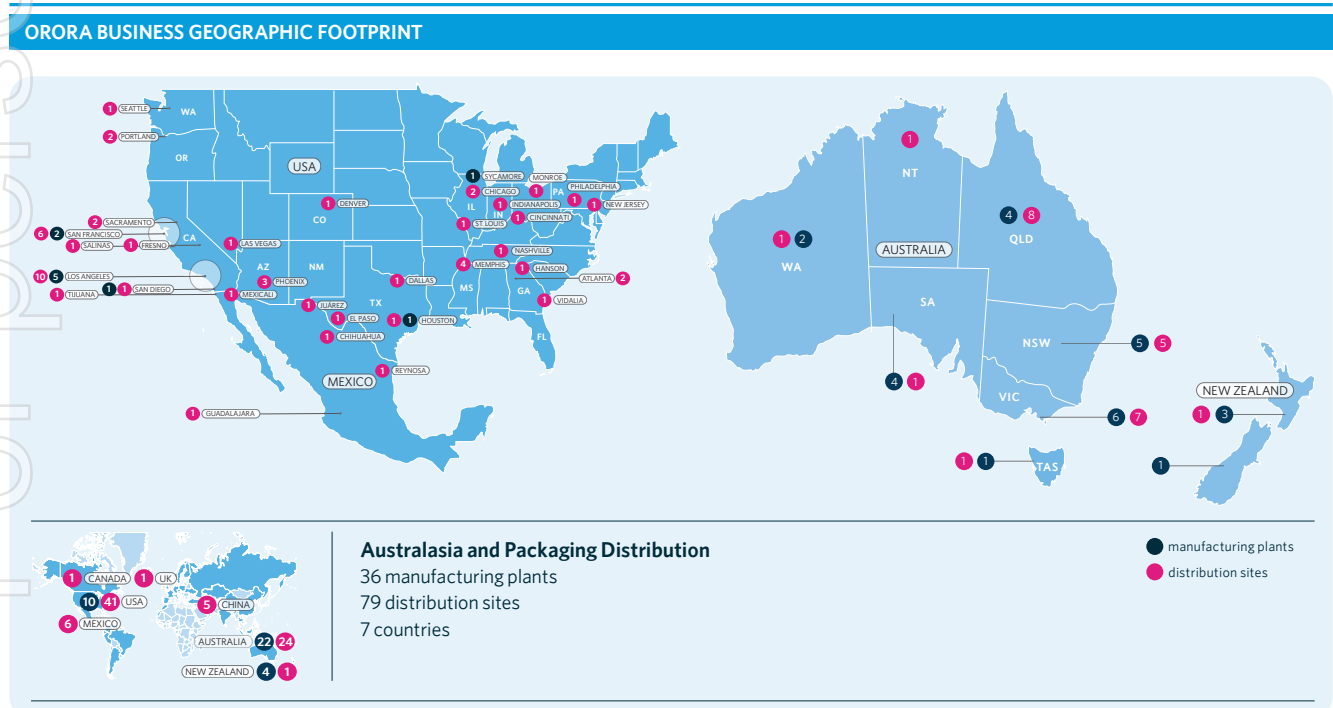 ORORA BUSINESS GEOGRAPHIC FOOTPRINT
1 SEATTLE
WA
2 PORTLAND
OR
USA
1 SYCAMORE
MONROE
1
PA
PHILADELPHIA
1
2 CHICAGO
IL
IN
1 INDIANAPOLIS
1 NEW JERSEY
1 DENVER
CO
1 ST LOUIS
1 CINCINNATI
2 SACRAMENTO
6 2 SAN FRANCISCO
CA
1 SALINAS
1 FRESNO
1 LAS VEGAS
1 NASHVILLE
10 5 LOS ANGELES
AZ
NM
3 PHOENIX
4 MEMPHIS
1 HANSON
ATLANTA 2
1 DALLAS
MS
GA
1 TIJUANA
1 1 SAN DIEGO
1 MEXICALI
1 JUÁREZ
TX
1 VIDALIA
1 EL PASO
1 1 HOUSTON
1 CHIHUAHUA
FL
1 REYNOSA
MEXICO
1 GUADALAJARA
1
NT
4 8
QLD
1 2
WA
AUSTRALIA
SA
NSW
5 5
4 1
VIC
6 7
NEW ZEALAND
1 3
1 1
TAS
1
1 CANADA
1 UK
10 41 USA
5 CHINA
6 MEXICO
AUSTRALIA 22 24
NEW ZEALAND 4 1
Australasia and Packaging Distribution
36 manufacturing plants
79 distribution sites
7 countries
manufacturing plants
distribution sites